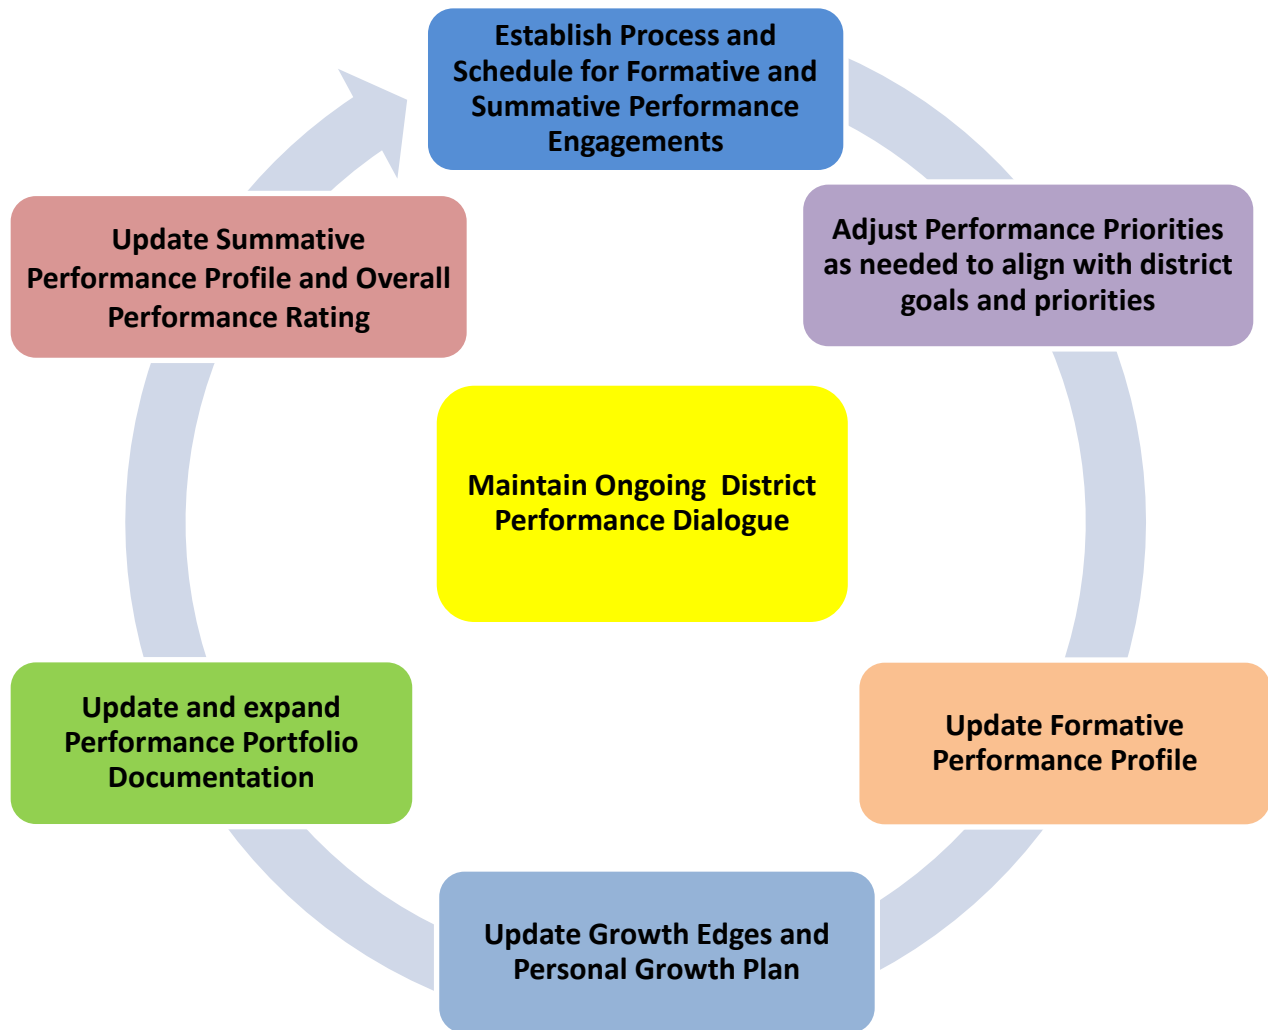 Establish Process and
Schedule for Formative and
Summative Performance
Engagements
Adjust Performance Priorities
as needed to align with district
goals and priorities
Update Formative
Performance Profile
Update Growth Edges and
Personal Growth Plan
Update and expand
Performance Portfolio
Documentation
Update Summative
Performance Profile and Overall
Performance Rating
Maintain Ongoing  District
Performance Dialogue